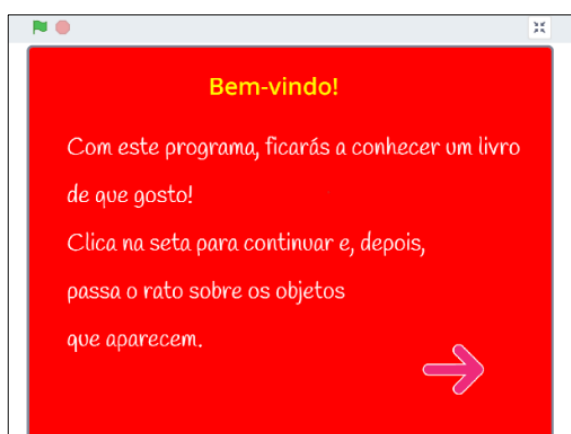 Bem-vindo!
Com este programa, ficarás a conhecer um livro
de que gosto!
Clica na seta para continuar e, depois,
passa o rato sobre os objetos
que aparecem.